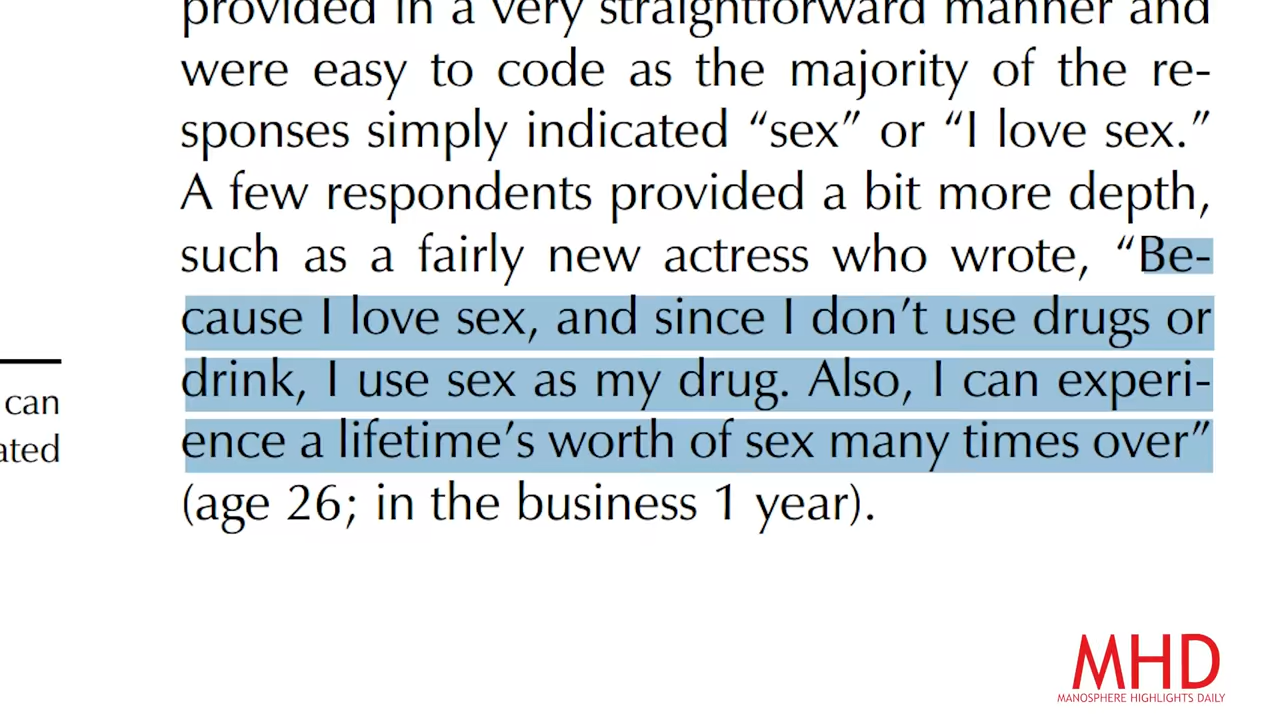 provided in a very straightforward manner and
were easy to code as the majority of the re-
sponses simply indicated “sex” or “I love sex.”
A few respondents provided a bit more depth,
such as a fairly new actress who wrote, “Be-
cause I love sex, and since I don’t use drugs or
drink, I use sex as my drug. Also, I can experi-
ence a lifetime’s worth of sex many times over”
(age 26; in the business 1 year).
can
ated
MHD
MANOSPHERE HIGHLIGHTS DAILY